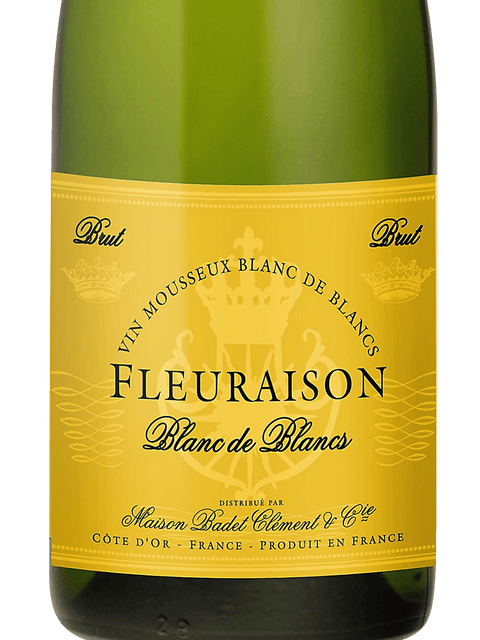 Brut Brut
VIN MOUSSEUX BLANC DE BLANCS
FLEURAISON
Blanc de Blancs
DISTRIBUÉ PAR
Maison Badet Clément & Cie
CÔTE D'OR - FRANCE - PRODUIT EN FRANCE